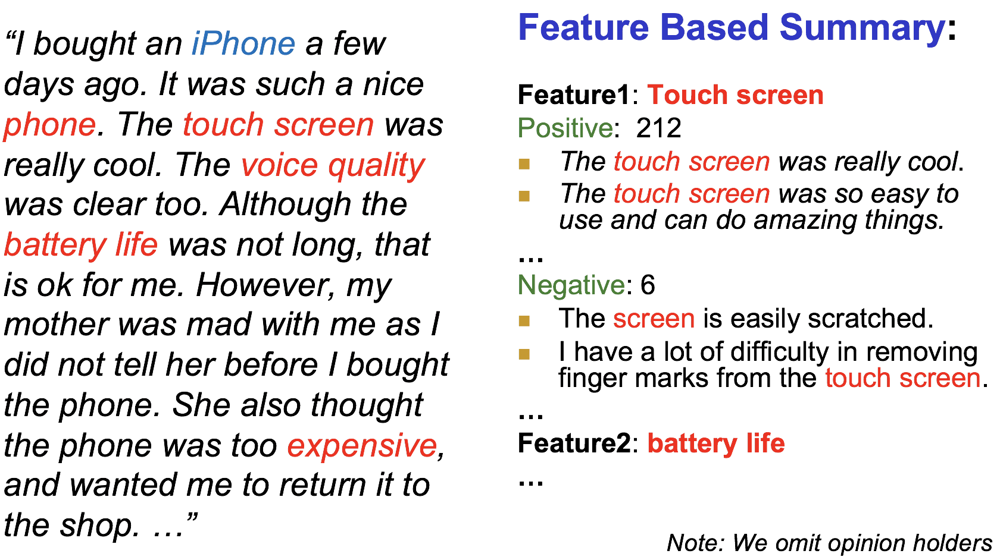 “I bought an iPhone a few
days ago. It was such a nice
phone. The touch screen was
really cool. The voice quality
was clear too. Although the
battery life was not long, that
is ok for me. However, my
mother was mad with me as I
did not tell her before I bought
the phone. She also thought
the phone was too expensive,
and wanted me to return it to
the shop. …”
Feature Based Summary:
Feature1: Touch screen
Positive: 212
■ The touch screen was really cool.
■ The touch screen was so easy to
use and can do amazing things.
…
Negative: 6
■ The screen is easily scratched.
■ I have a lot of difficulty in removing
finger marks from the touch screen.
…
Feature2: battery life
…
Note: We omit opinion holders